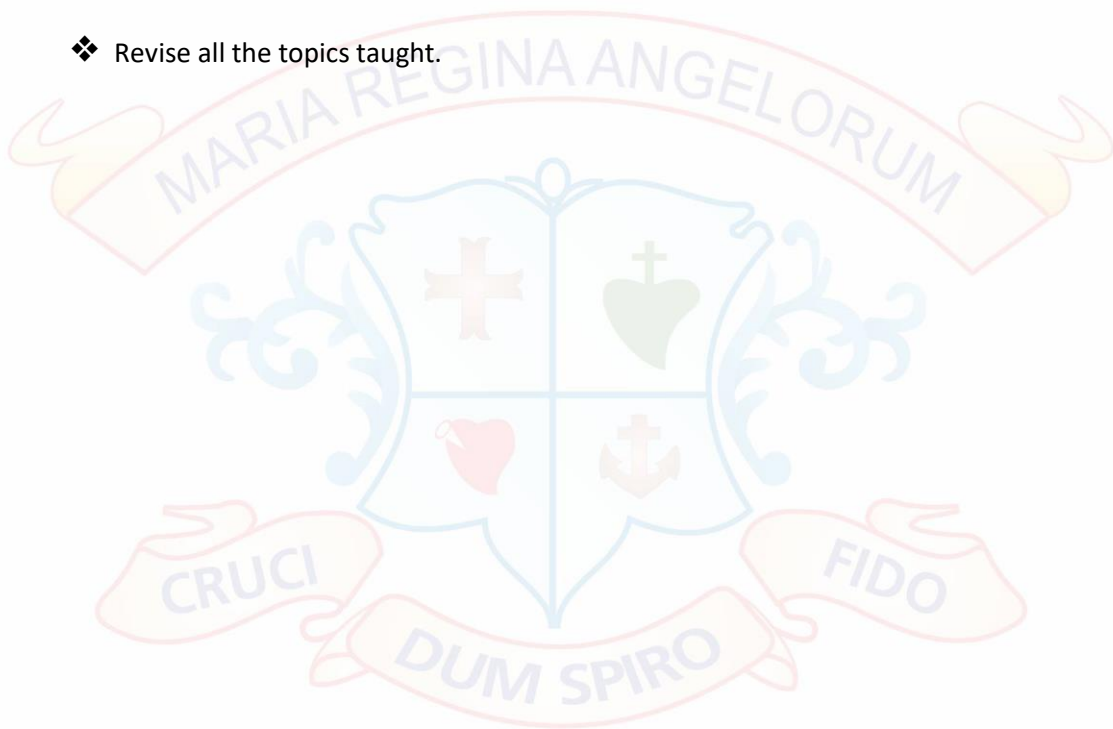 ❖ Revise all the topics taught.
MARIA REGINA ANGELORUM
CRUCI
FIDO
DUM SPIRO